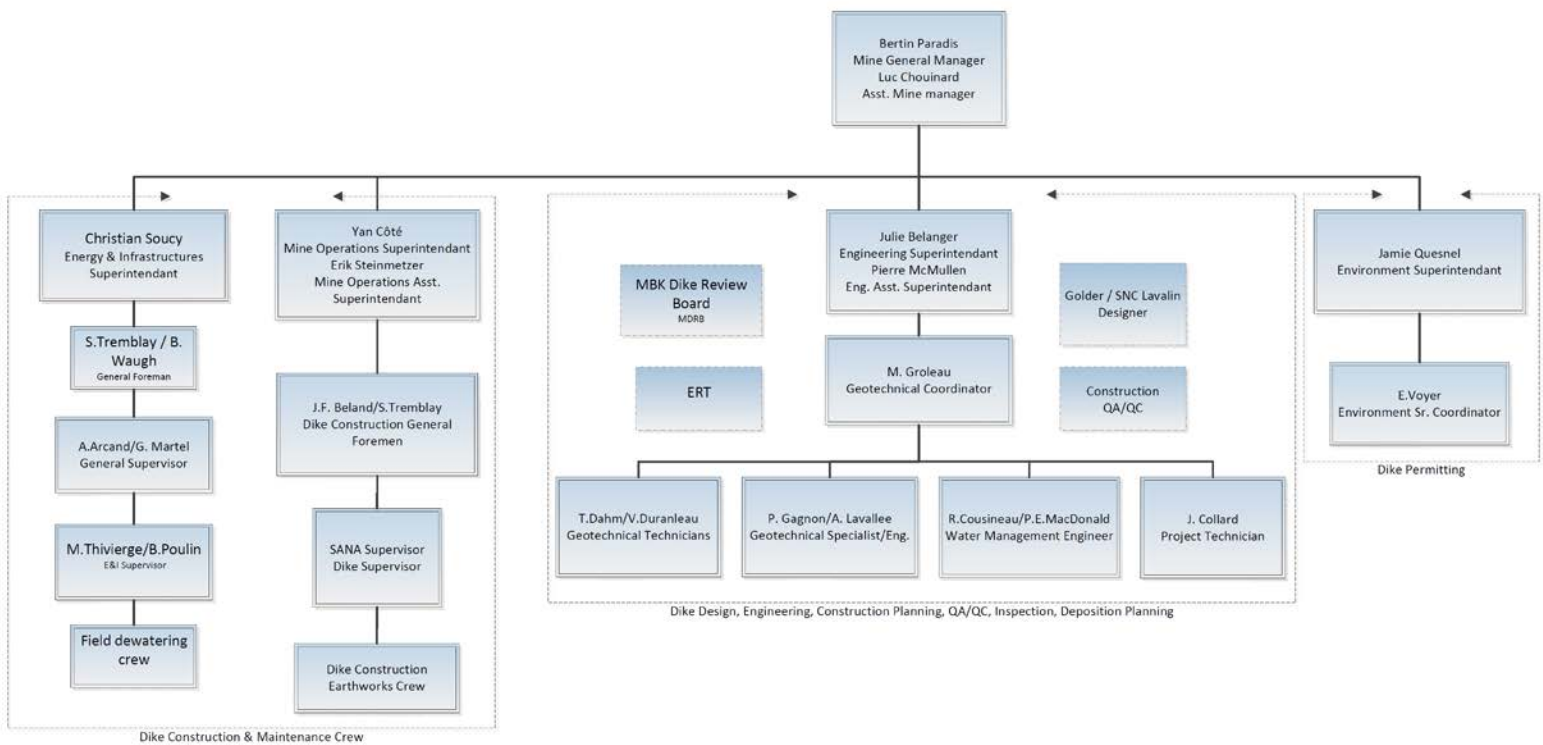 Bertin Paradis
Mine General Manager
Luc Chouinard
Asst. Mine manager
Christian Soucy
Energy & Infrastructures
Superintendant
S.Tremblay / B.
Waugh
General Foreman
A.Arcand/G. Martel
General Supervisor
M.Thivierge/B.Poulin
E&I Supervisor
Field dewatering
crew
Yan Côté
Mine Operations Superintendant
Erik Steinmetzer
Mine Operations Asst.
Superintendant
J.F. Beland/S.Tremblay
Dike Construction General
Foremen
SANA Supervisor
Dike Supervisor
Dike Construction
Earthworks Crew
Dike Construction & Maintenance Crew
MBK Dike Review
Board
MDRB
ERT
Julie Belanger
Engineering Superintendant
Pierre McMullen
Eng. Asst. Superintendant
M. Groleau
Geotechnical Coordinator
Golder / SNC Lavalin
Designer
Construction
QA/QC
T.Dahm/V.Duranleau
Geotechnical Technicians
P. Gagnon/A. Lavallee
Geotechnical Specialist/Eng.
R.Cousineau/P.E.MacDonald
Water Management Engineer
J. Collard
Project Technician
Dike Design, Engineering, Construction Planning, QA/QC, Inspection, Deposition Planning
Jamie Quesnel
Environment Superintendant
E.Voyer
Environment Sr. Coordinator
Dike Permitting